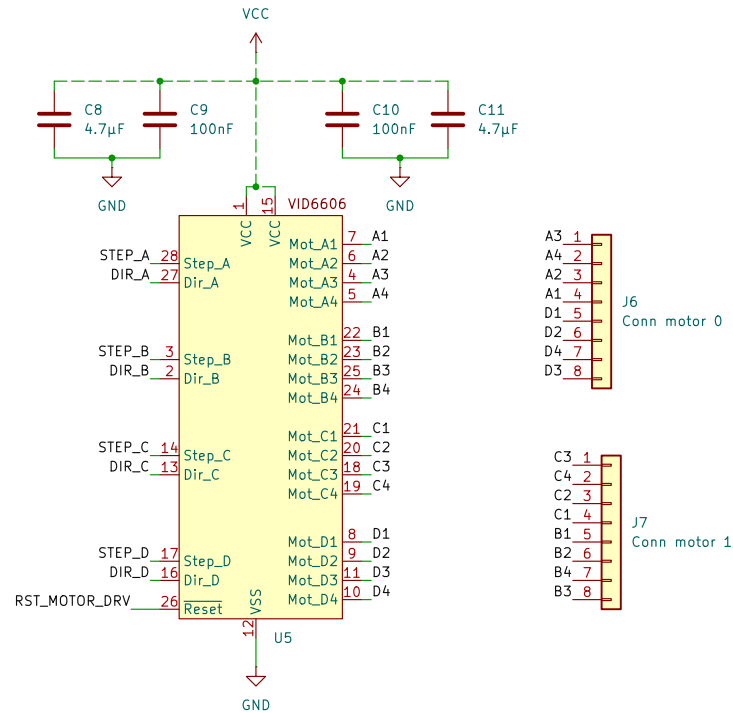 VCC
C8
4.7µF
C9
100nF
C10
100nF
C11
4.7µF
GND
GND
1
15
VID6606
VCC
VCC
STEP_A
28
Step_A
DIR_A
27
Dir_A
STEP_B
3
Step_B
DIR_B
2
Dir_B
STEP_C
14
Step_C
DIR_C
13
Dir_C
STEP_D
17
Step_D
DIR_D
16
Dir_D
RST_MOTOR_DRV
26
Reset
Mot_A1
7
A1
Mot_A2
6
A2
Mot_A3
4
A3
Mot_A4
5
A4
Mot_B1
22
B1
Mot_B2
23
B2
Mot_B3
25
B3
Mot_B4
24
B4
Mot_C1
21
C1
Mot_C2
20
C2
Mot_C3
18
C3
Mot_C4
19
C4
Mot_D1
8
D1
Mot_D2
9
D2
Mot_D3
11
D3
Mot_D4
10
D4
VSS
12
U5
GND
A3 1
A4 2
A2 3
A1 4
D1 5
D2 6
D4 7
D3 8
J6
Conn motor 0
C3 1
C4 2
C2 3
C1 4
B1 5
B2 6
B4 7
B3 8
J7
Conn motor 1